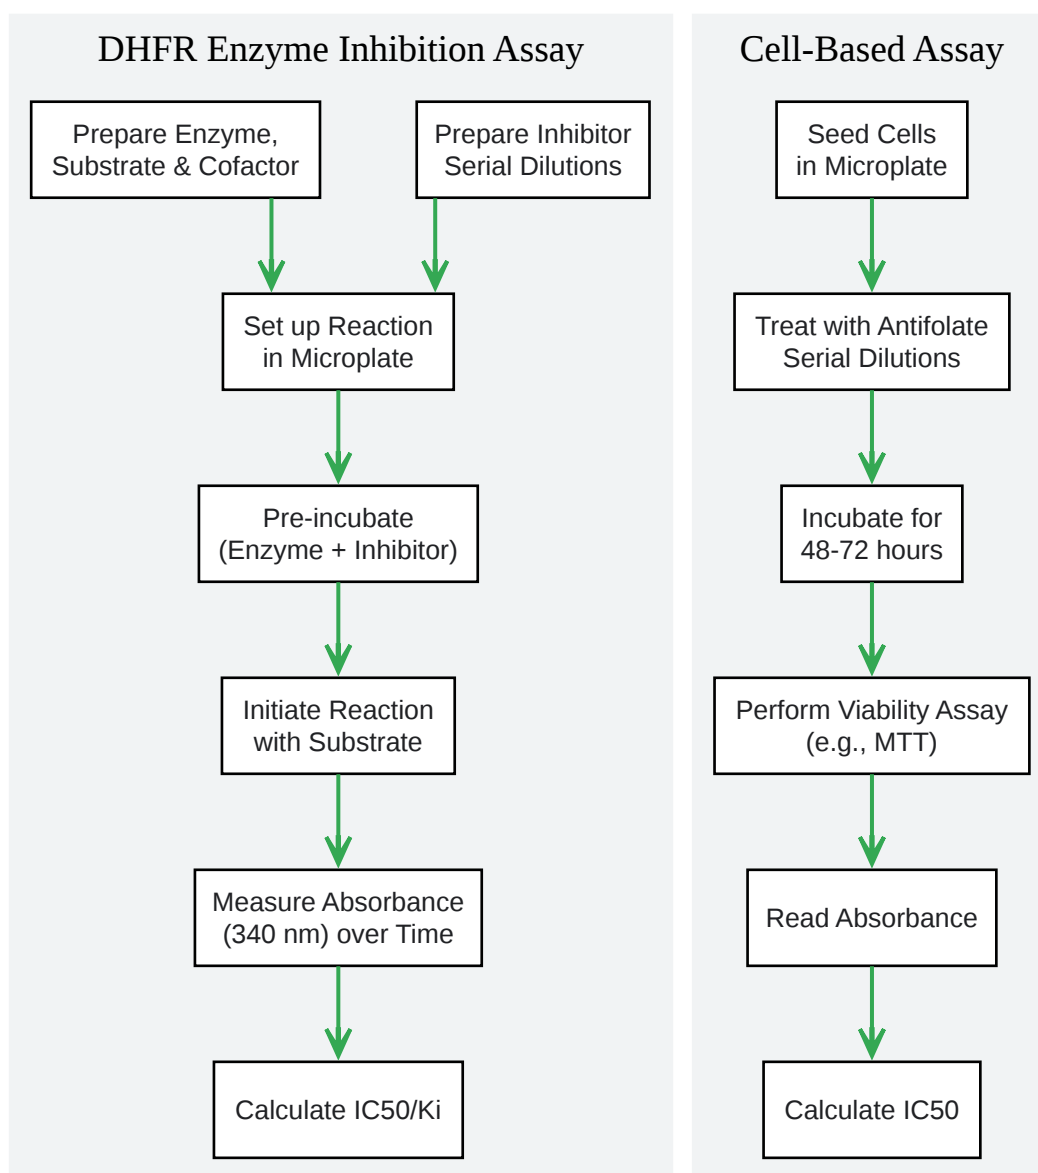 DHFR Enzyme Inhibition Assay
Prepare Enzyme,
Substrate & Cofactor
Prepare Inhibitor
Serial Dilutions
Set up Reaction
in Microplate
Pre-incubate
(Enzyme + Inhibitor)
Initiate Reaction
with Substrate
Measure Absorbance
(340 nm) over Time
Calculate IC50/Ki
Cell-Based Assay
Seed Cells
in Microplate
Treat with Antifolate
Serial Dilutions
Incubate for
48-72 hours
Perform Viability Assay
(e.g., MTT)
Read Absorbance
Calculate IC50